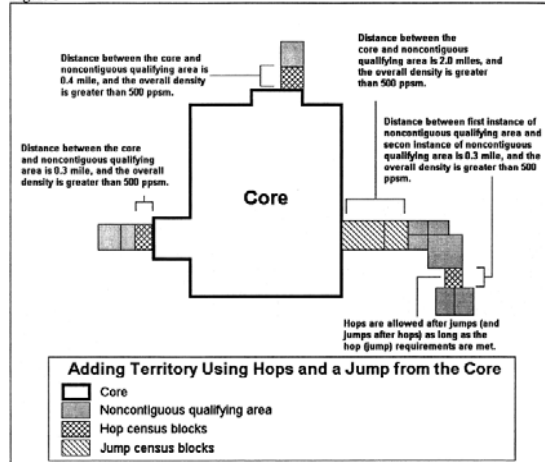 Distance between the core and
noncontiguous qualifying area is
0.4 mile, and the overall density
is greater than 500 ppsm.
Distance between the
core and noncontiguous
qualifying area is 2.0 miles, and
the overall density is greater
than 500 ppsm.
Distance between first instance of
noncontiguous qualifying area and
secon instance of noncontiguous
qualifying area is 0.3 mile, and the
overall density is greater than 500
ppsm.
Distance between the core
and noncontiguous qualifying
area is 0.3 mile, and the overall
density is greater than 500 ppsm.
Core
Hops are allowed after jumps (and
jumps after hops) as long as the
hop (jump) requirements are met.
Adding Territory Using Hops and a Jump from the Core
Core
Noncontiguous qualifying area
Hop census blocks
Jump census blocks